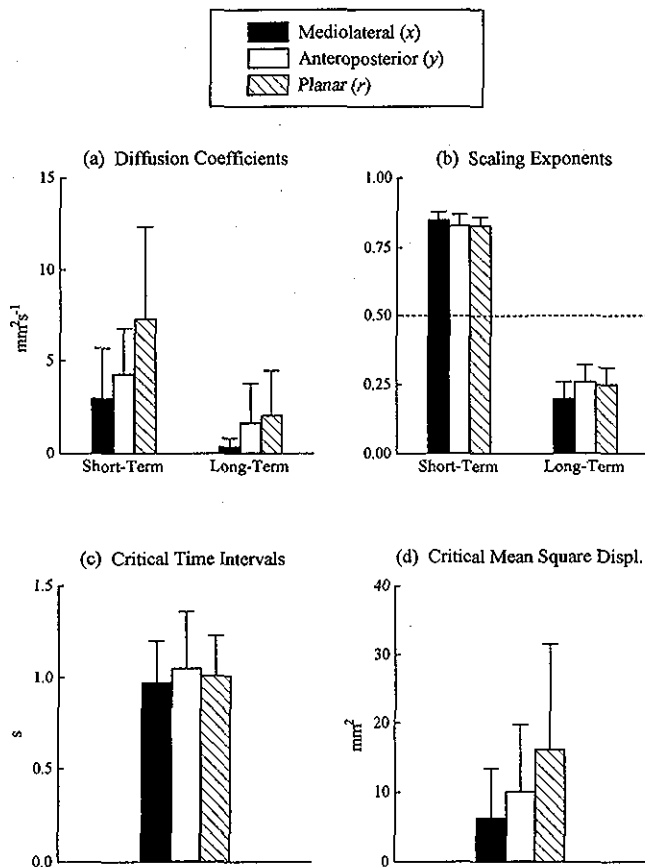 Mediolateral (x)
Anteroposterior (y)
Planar (r)
(a) Diffusion Coefficients
15
10
5
0
mm²s⁻¹
Short-Term
Long-Term
(b) Scaling Exponents
1.00
0.75
0.50
0.25
0.00
Short-Term
Long-Term
(c) Critical Time Intervals
1.5
1.0
0.5
0.0
s
(d) Critical Mean Square Displ.
40
30
20
10
0
mm²